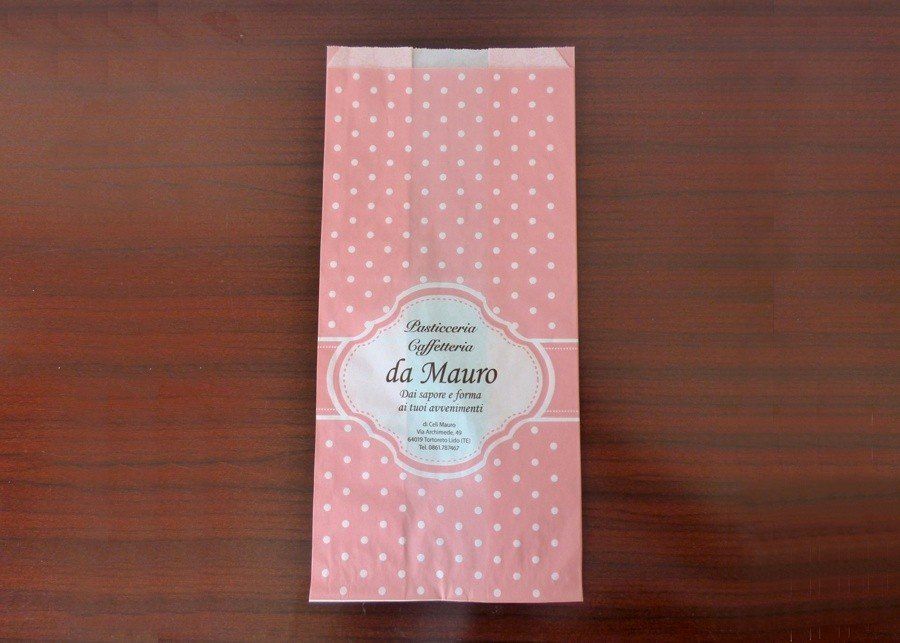 Pasticceria
Caffetteria
da Mauro
Dai sapore e forma
ai tuoi avvenimenti
di Celi Mauro
Via Archimede, 49
64019 Tortoreto Lido (TE)
Tel. 0861.787467